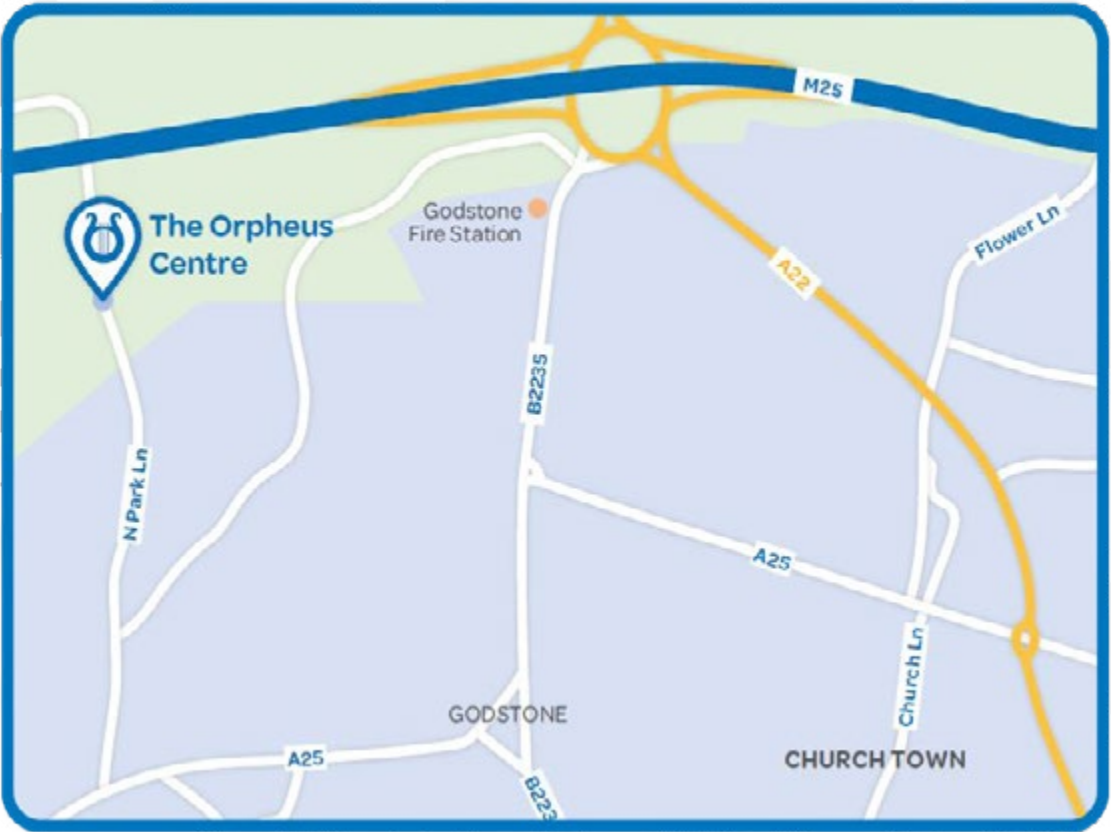 M25
The Orpheus
Centre
Godstone
Fire Station
Flower Ln
A22
B2235
N Park Ln
A25
Church Ln
GODSTONE
A25
CHURCH TOWN
B223